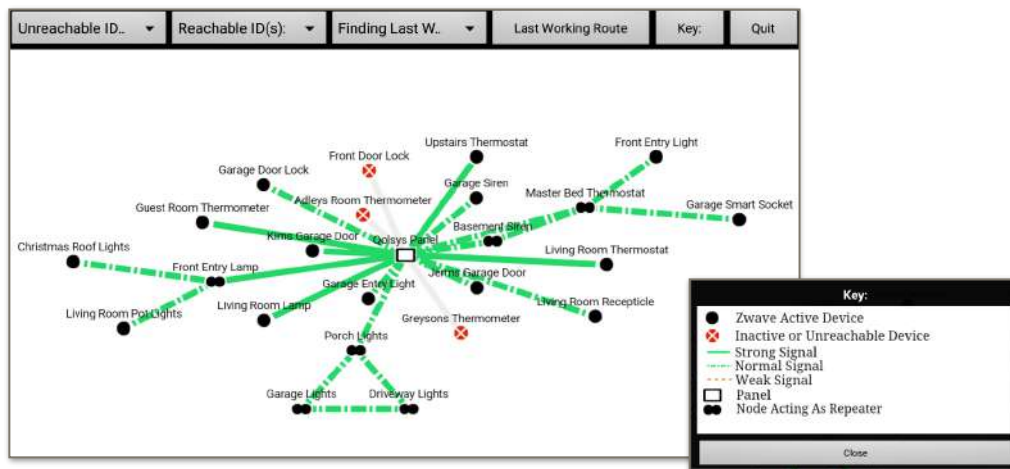 Unreachable ID..
Reachable ID(s):
Finding Last W..
Last Working Route
Key:
Quit
Upstairs Thermostat
Front Entry Light
Front Door Lock
Garage Door Lock
Garage Siren
Master Bed Thermostat
Adleys Room Thermometer
Guest Room Thermometer
Garage Smart Socket
Basement Siren
Kims Garage Door
Qolsys Panel
Christmas Roof Lights
Living Room Thermostat
Front Entry Lamp
Jerms Garage Door
Garage Entry Light
Living Room Lamp
Living Room Recepticle
Living Room Pot Lights
Greysons Thermometer
Porch Lights
Garage Lights
Driveway Lights
Key:
Zwave Active Device
Inactive or Unreachable Device
Strong Signal
Normal Signal
Weak Signal
Panel
Node Acting As Repeater
Close